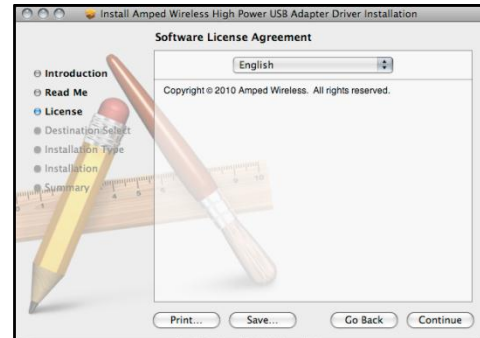 Install Amped Wireless High Power USB Adapter Driver Installation
Software License Agreement
Introduction
Read Me
License
Destination Select
Installation Type
Installation
Summary
English
Copyright © 2010 Amped Wireless. All rights reserved.
Print...
Save...
Go Back
Continue